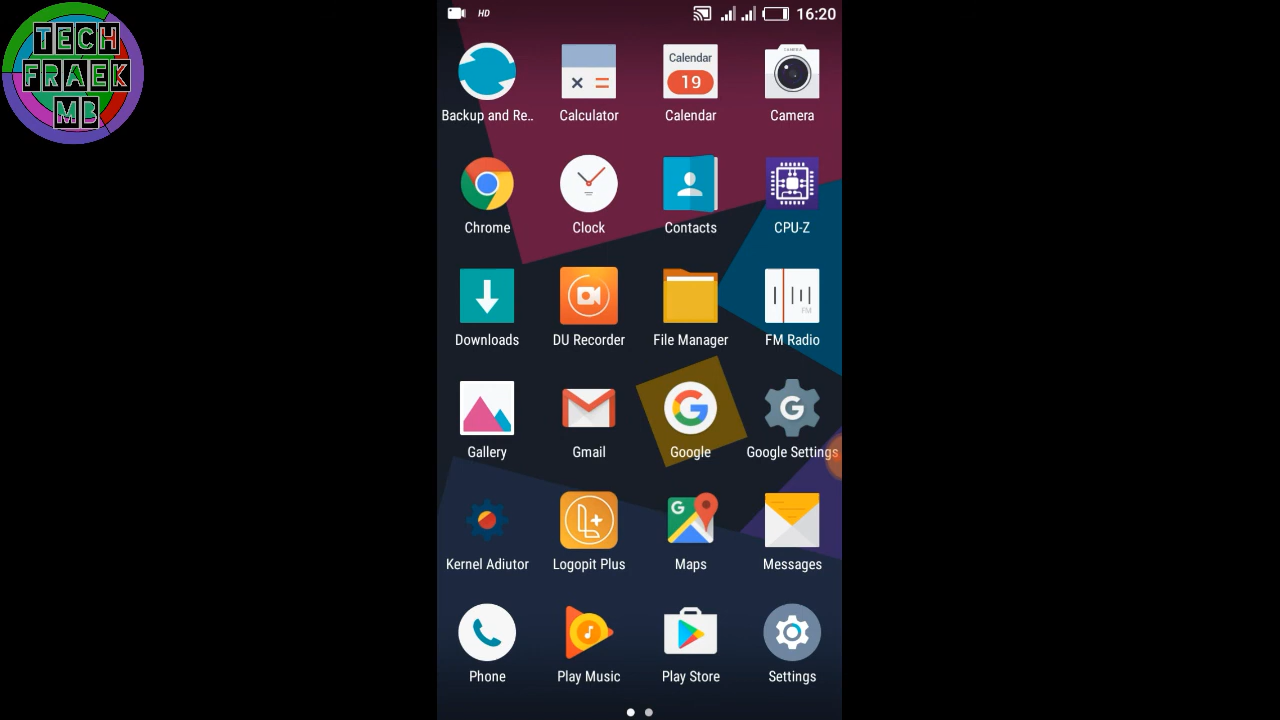 TECH
FRAEK
MB
HD
16:20
Backup and Re..
Calculator
Calendar
19
Calendar
CAMERA
Camera
Chrome
Clock
Contacts
CPU-Z
Downloads
DU Recorder
File Manager
FM
FM Radio
Gallery
Gmail
Google
Google Settings
Kernel Adiutor
Logopit Plus
Maps
Messages
Phone
Play Music
Play Store
Settings